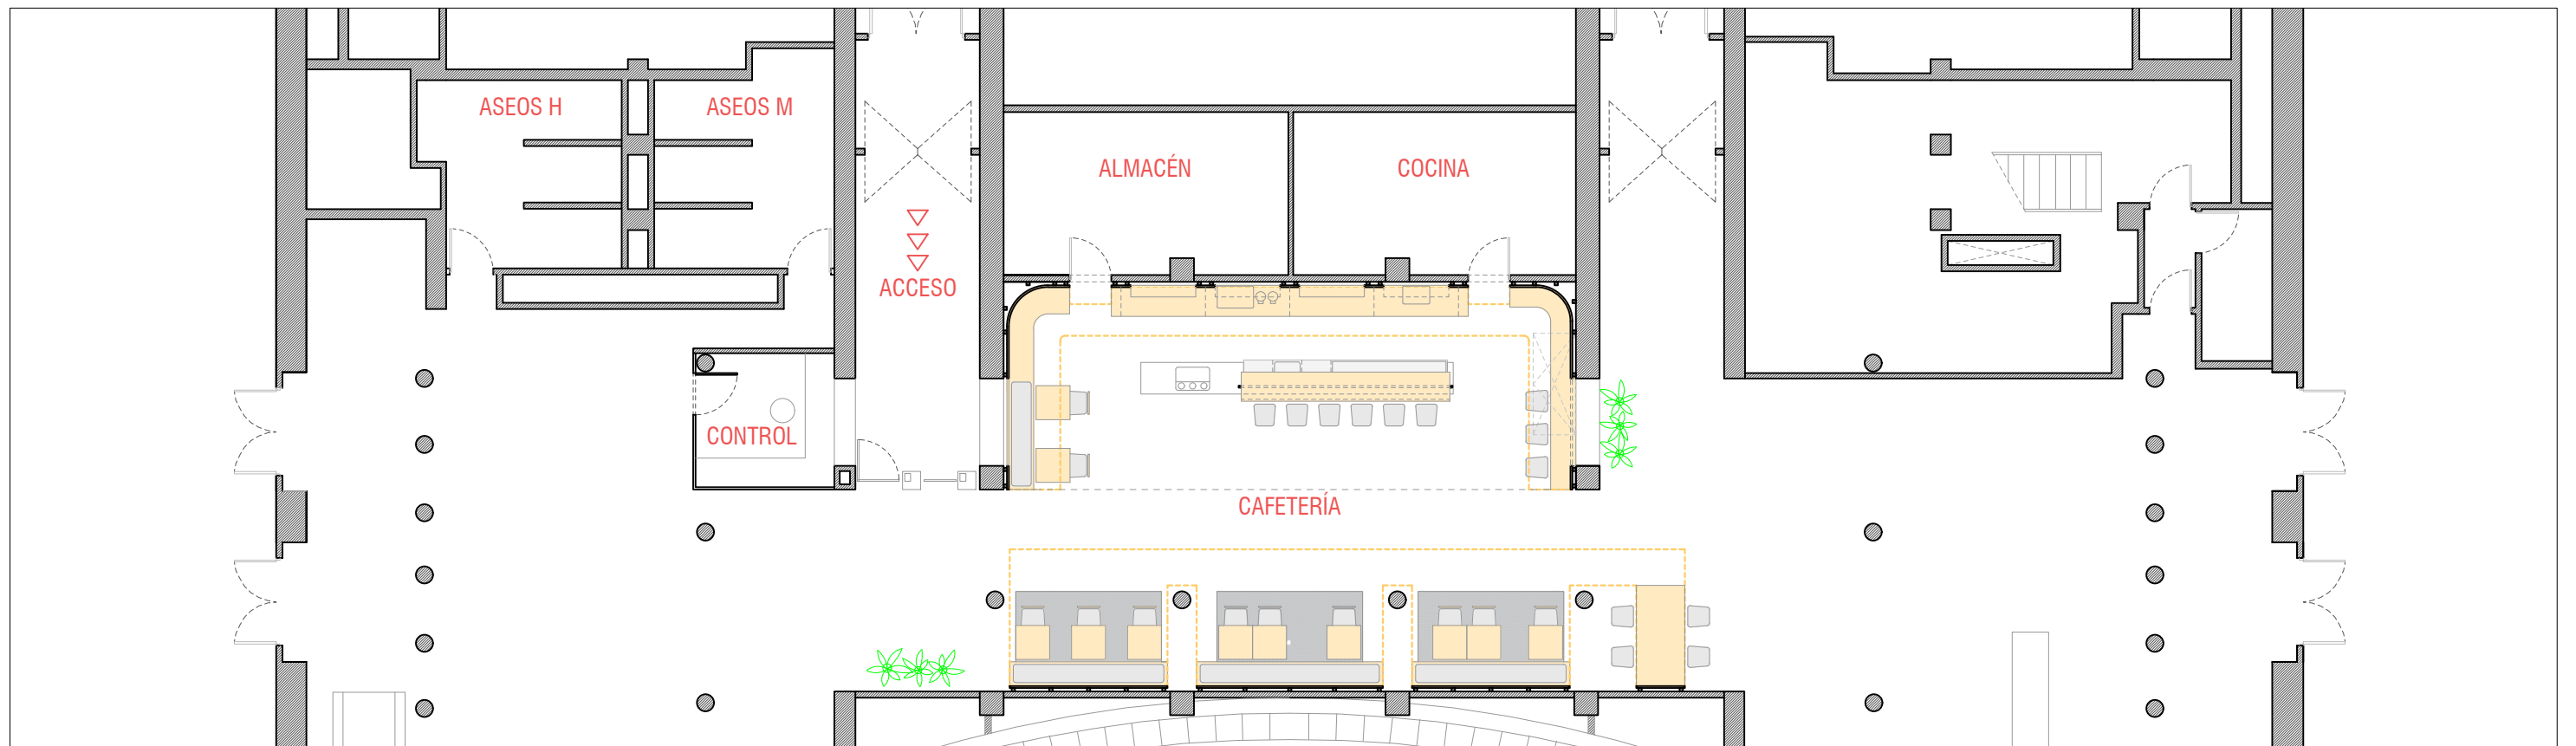 ASEOS H
ASEOS M
ALMACÉN
COCINA
ACCESO
CONTROL
CAFETERÍA